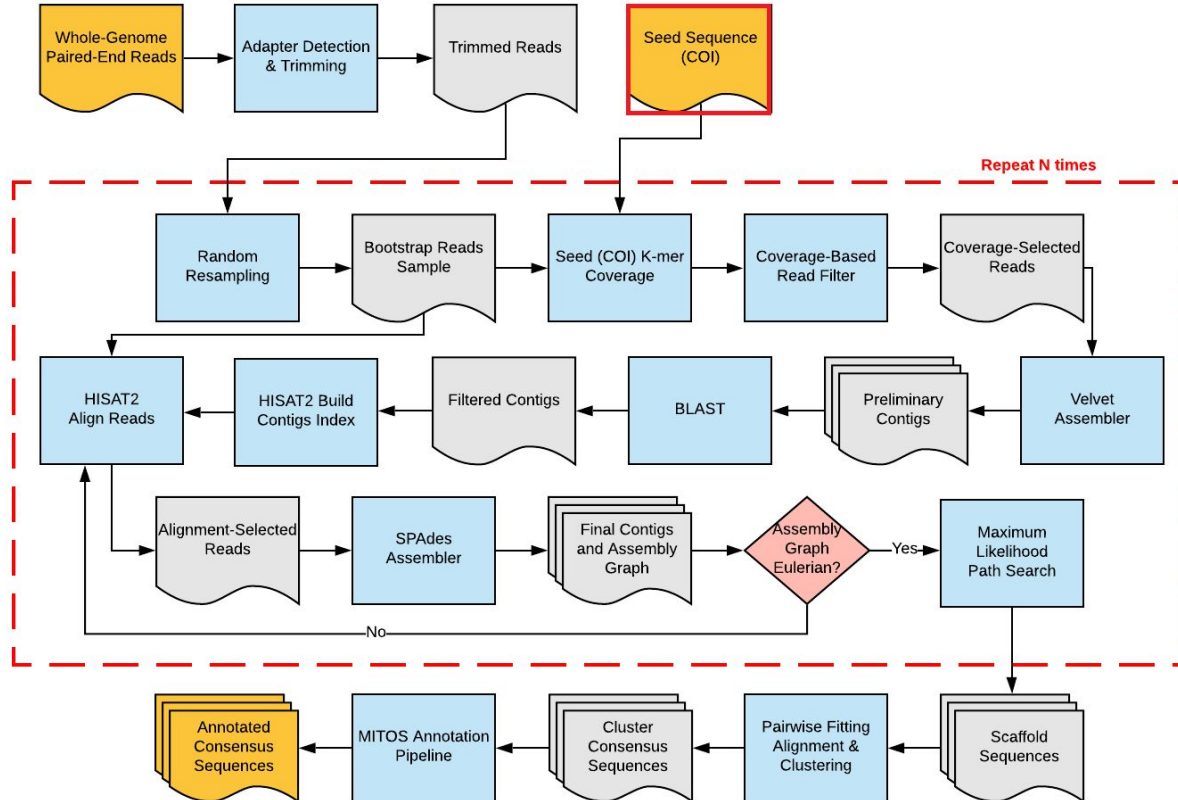 Whole-Genome
Paired-End Reads
Adapter Detection
& Trimming
Trimmed Reads
Seed Sequence
(COI)
Repeat N times
Random
Resampling
Bootstrap Reads
Sample
Seed (COI) K-mer
Coverage
Coverage-Based
Read Filter
Coverage-Selected
Reads
HISAT2
Align Reads
HISAT2 Build
Contigs Index
Filtered Contigs
BLAST
Preliminary
Contigs
Velvet
Assembler
Alignment-Selected
Reads
SPAdes
Assembler
Final Contigs
and Assembly
Graph
Assembly
Graph
Eulerian?
Yes
Maximum
Likelihood
Path Search
No
Annotated
Consensus
Sequences
MITOS Annotation
Pipeline
Cluster
Consensus
Sequences
Pairwise Fitting
Alignment &
Clustering
Scaffold
Sequences